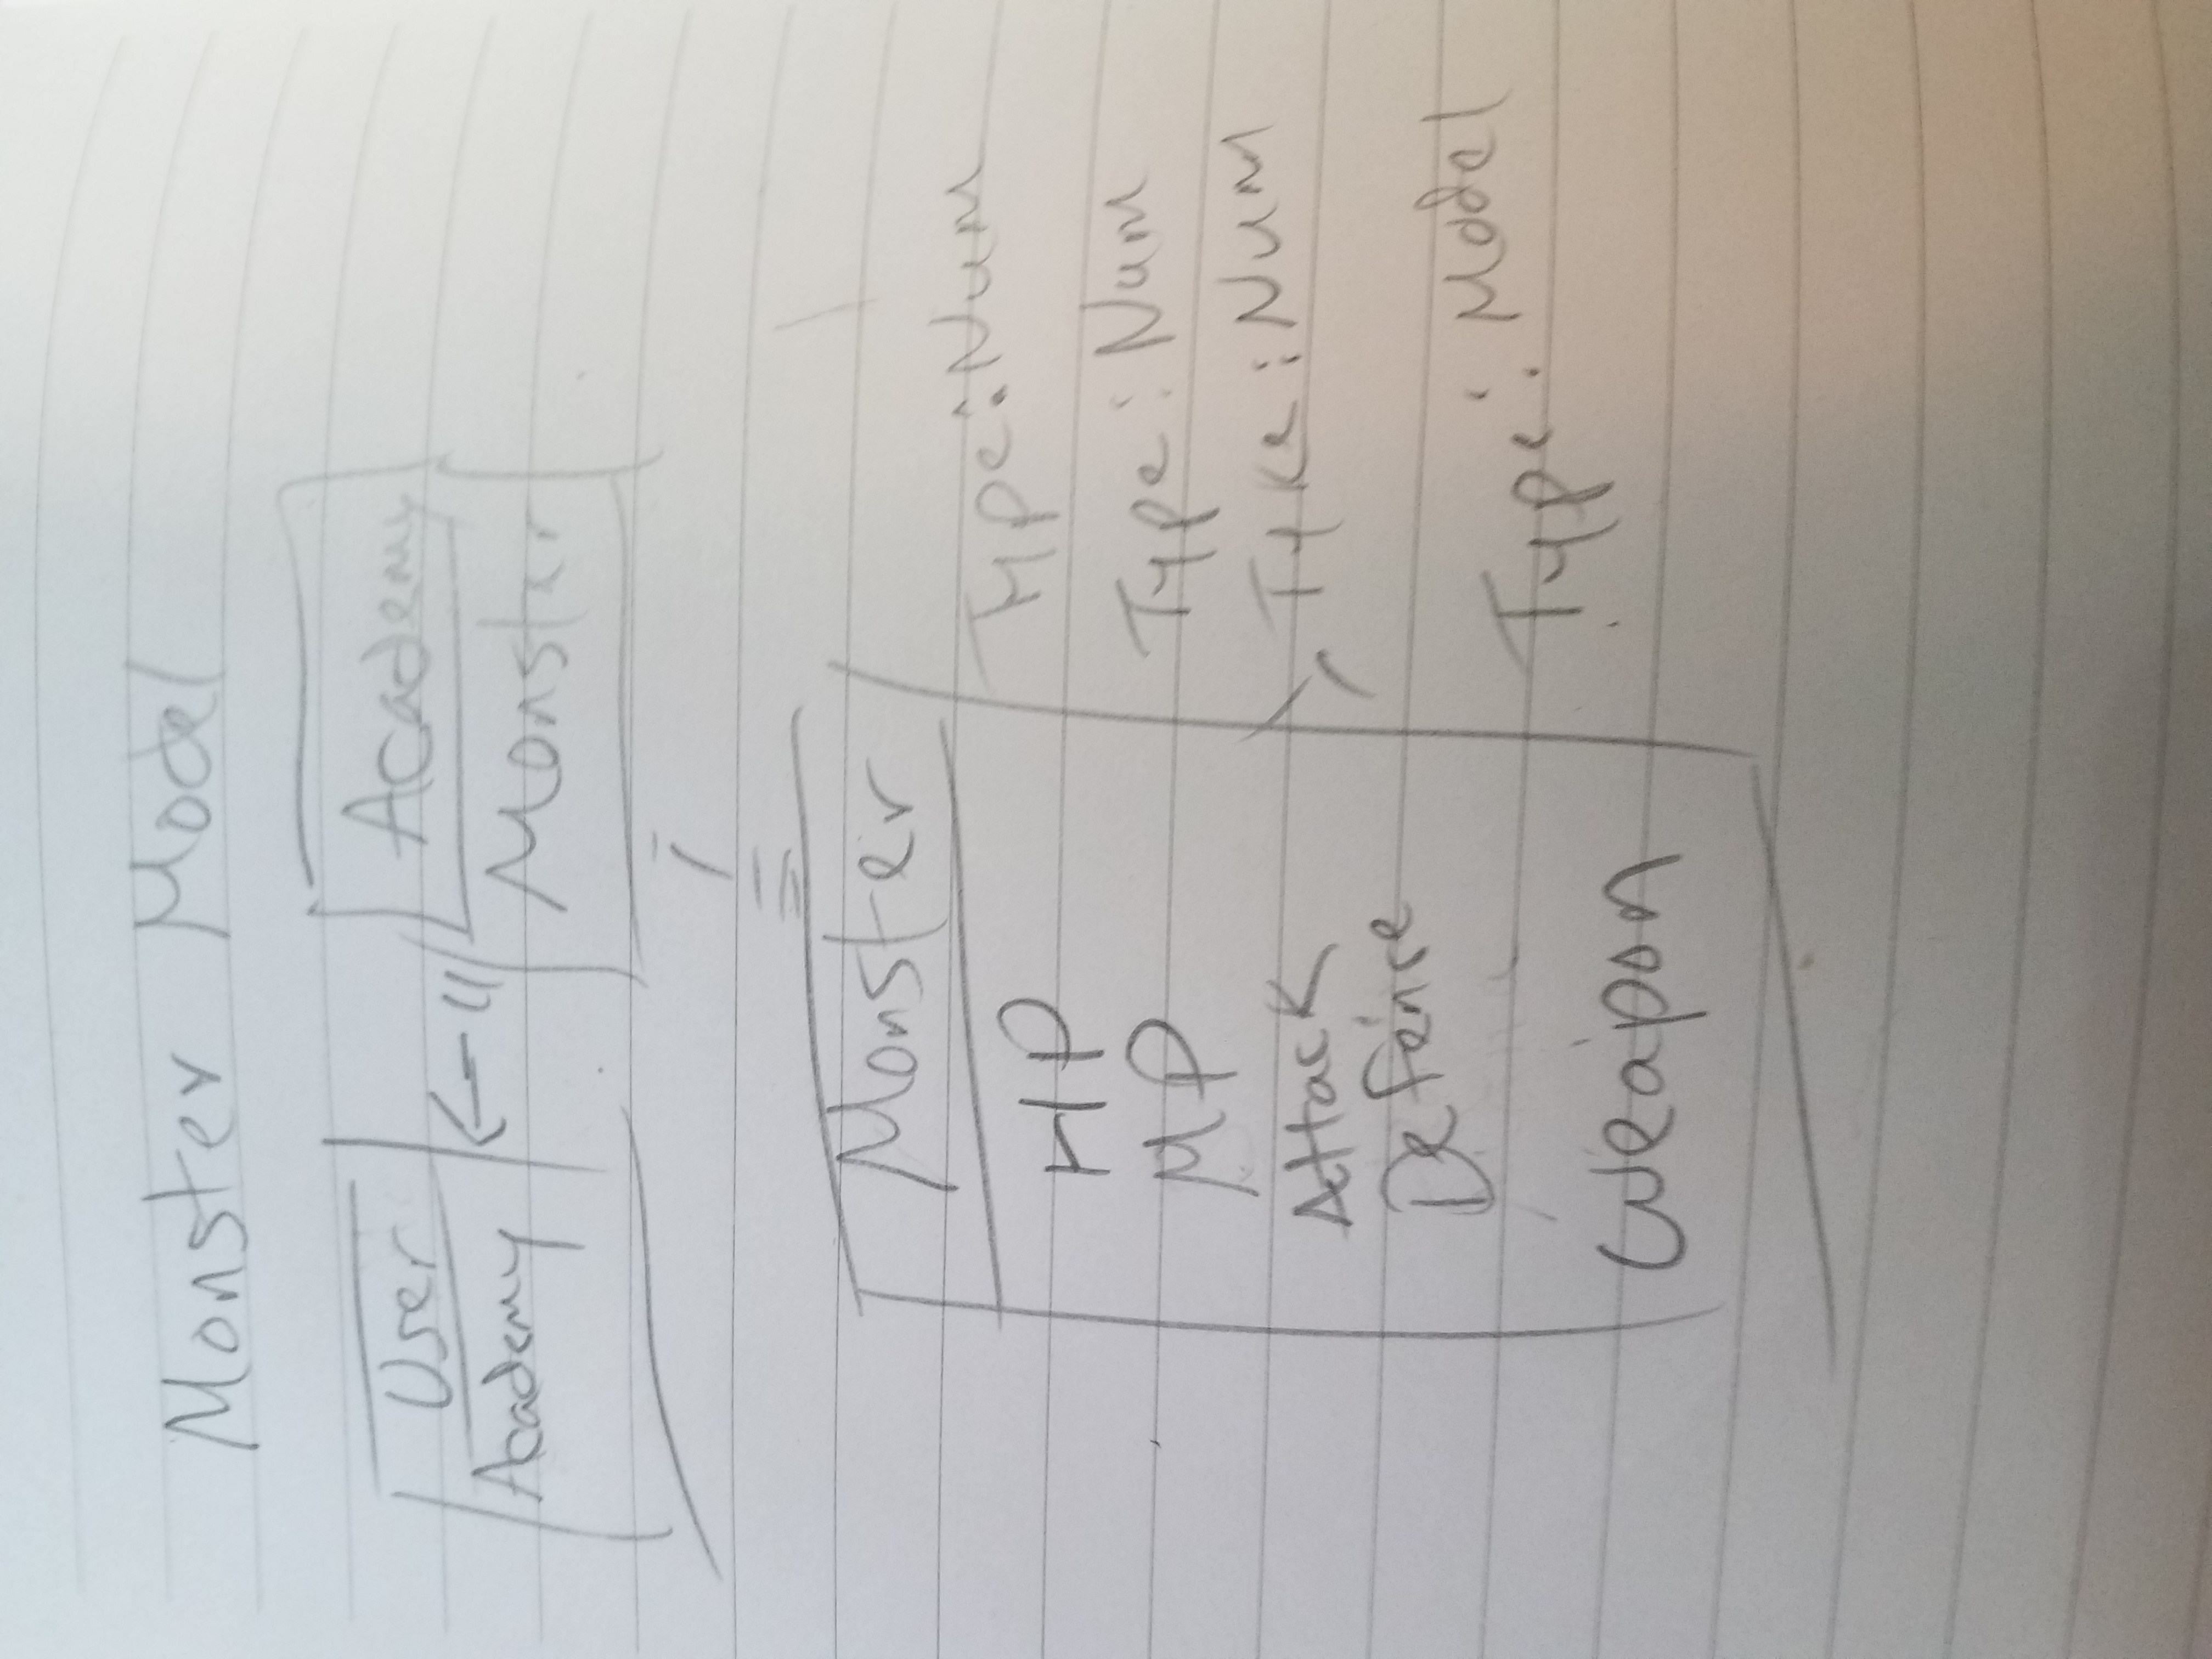 Monster Model
User
Academy
Academy
Monster
Monster
HP Type: Num
MP Type: Num
Attack Type: Num
Defense
Weapon Type: Model